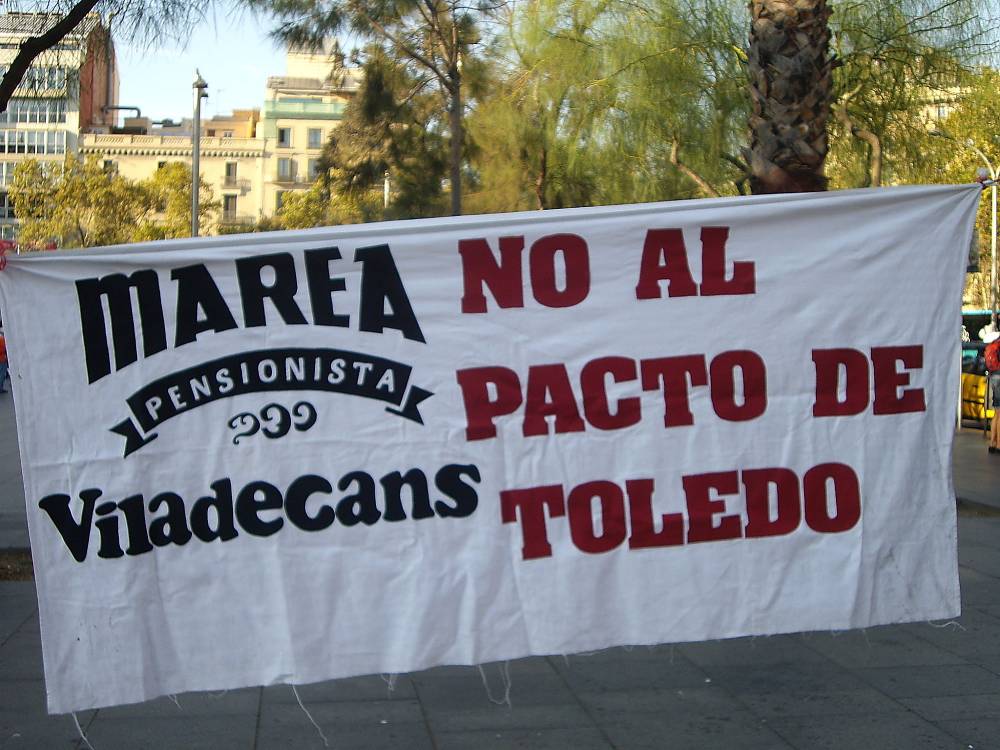 MAREA
PENSIONISTA
Viladecans
NO AL
PACTO DE
TOLEDO